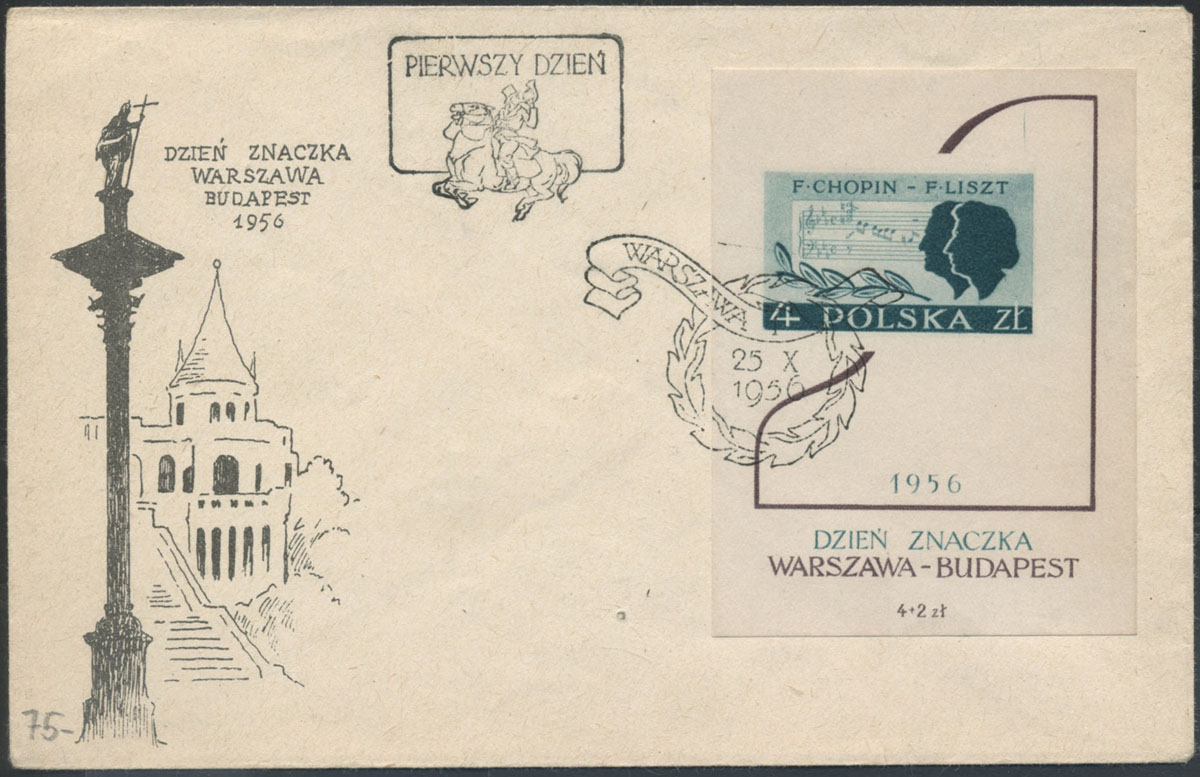 DZIEŃ ZNACZKA
WARSZAWA
BUDAPEST
1956
PIERWSZY DZIEŃ
WARSZAWA 1
25 X
1956
F·CHOPIN – F·LISZT
4 POLSKA ZŁ
1956
DZIEŃ ZNACZKA
WARSZAWA-BUDAPEST
4+2 zł
75-